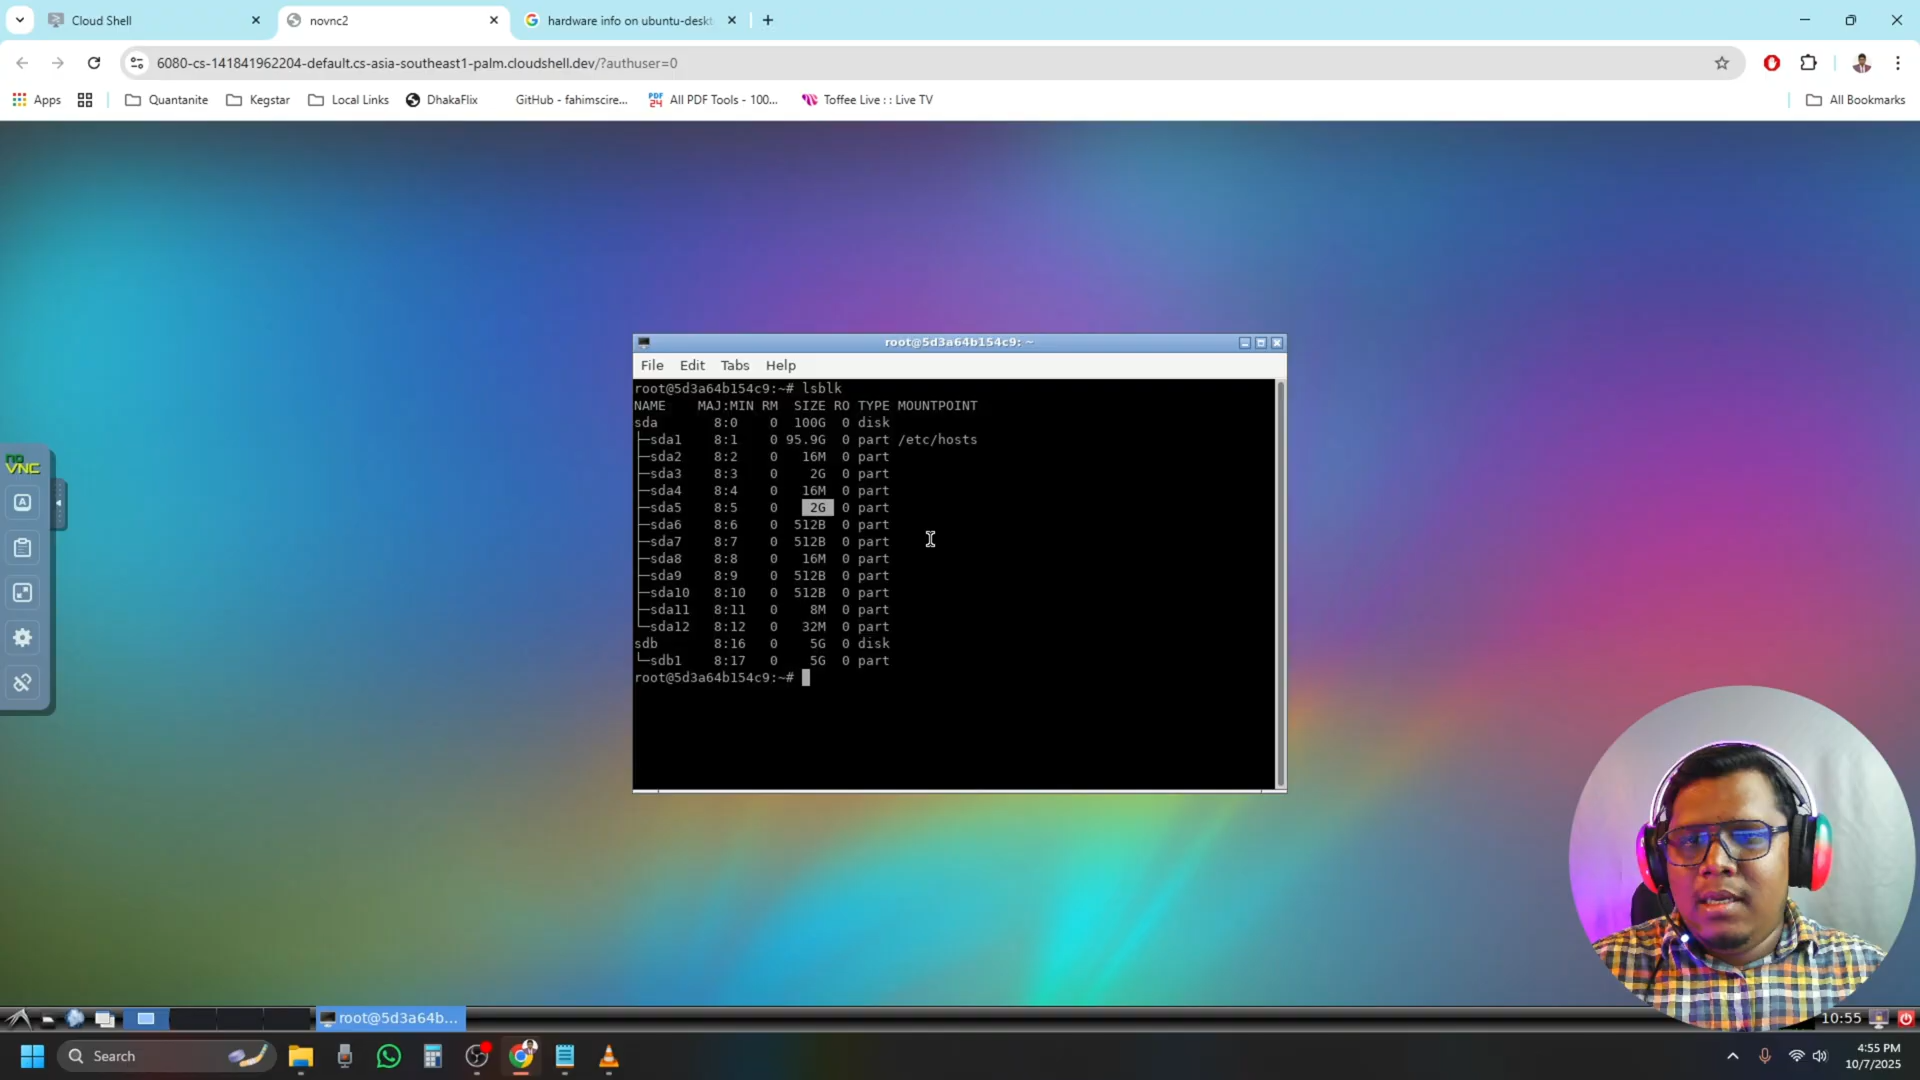 Cloud Shell
novnc2
hardware info on ubuntu-deskt
6080-cs-141841962204-default.cs-asia-southeast1-palm.cloudshell.dev/?authuser=0
Apps
Quantanite
Kegstar
Local Links
DhakaFlix
GitHub - fahimscire...
PDF
24
All PDF Tools - 100...
Toffee Live : : Live TV
All Bookmarks
root@5d3a64b154c9: ~
File Edit Tabs Help
root@5d3a64b154c9:~# lsblk
NAME MAJ:MIN RM SIZE RO TYPE MOUNTPOINT
sda 8:0 0 100G 0 disk
├─sda1 8:1 0 95.9G 0 part /etc/hosts
├─sda2 8:2 0 16M 0 part
├─sda3 8:3 0 2G 0 part
├─sda4 8:4 0 16M 0 part
├─sda5 8:5 0 2G 0 part
├─sda6 8:6 0 512B 0 part
├─sda7 8:7 0 512B 0 part
├─sda8 8:8 0 16M 0 part
├─sda9 8:9 0 512B 0 part
├─sda10 8:10 0 512B 0 part
├─sda11 8:11 0 8M 0 part
└─sda12 8:12 0 32M 0 part
sdb 8:16 0 5G 0 disk
└─sdb1 8:17 0 5G 0 part
root@5d3a64b154c9:~#
no
VNC
A
root@5d3a64b...
10:55
Search
4:55 PM
10/7/2025